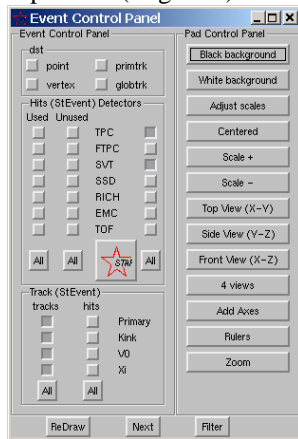 Event Control Panel
Event Control Panel
dst
point primtrk
vertex globtrk
Hits (StEvent) Detectors
Used Unused
TPC
FTPC
SVT
SSD
RICH
EMC
TOF
All All STAR All
Track (StEvent)
tracks hits
Primary
Kink
V0
Xi
All All
Pad Control Panel
Black background
White background
Adjust scales
Centered
Scale +
Scale –
Top View (X–Y)
Side View (Y–Z)
Front View (X–Z)
4 views
Add Axes
Rulers
Zoom
ReDraw Next Filter